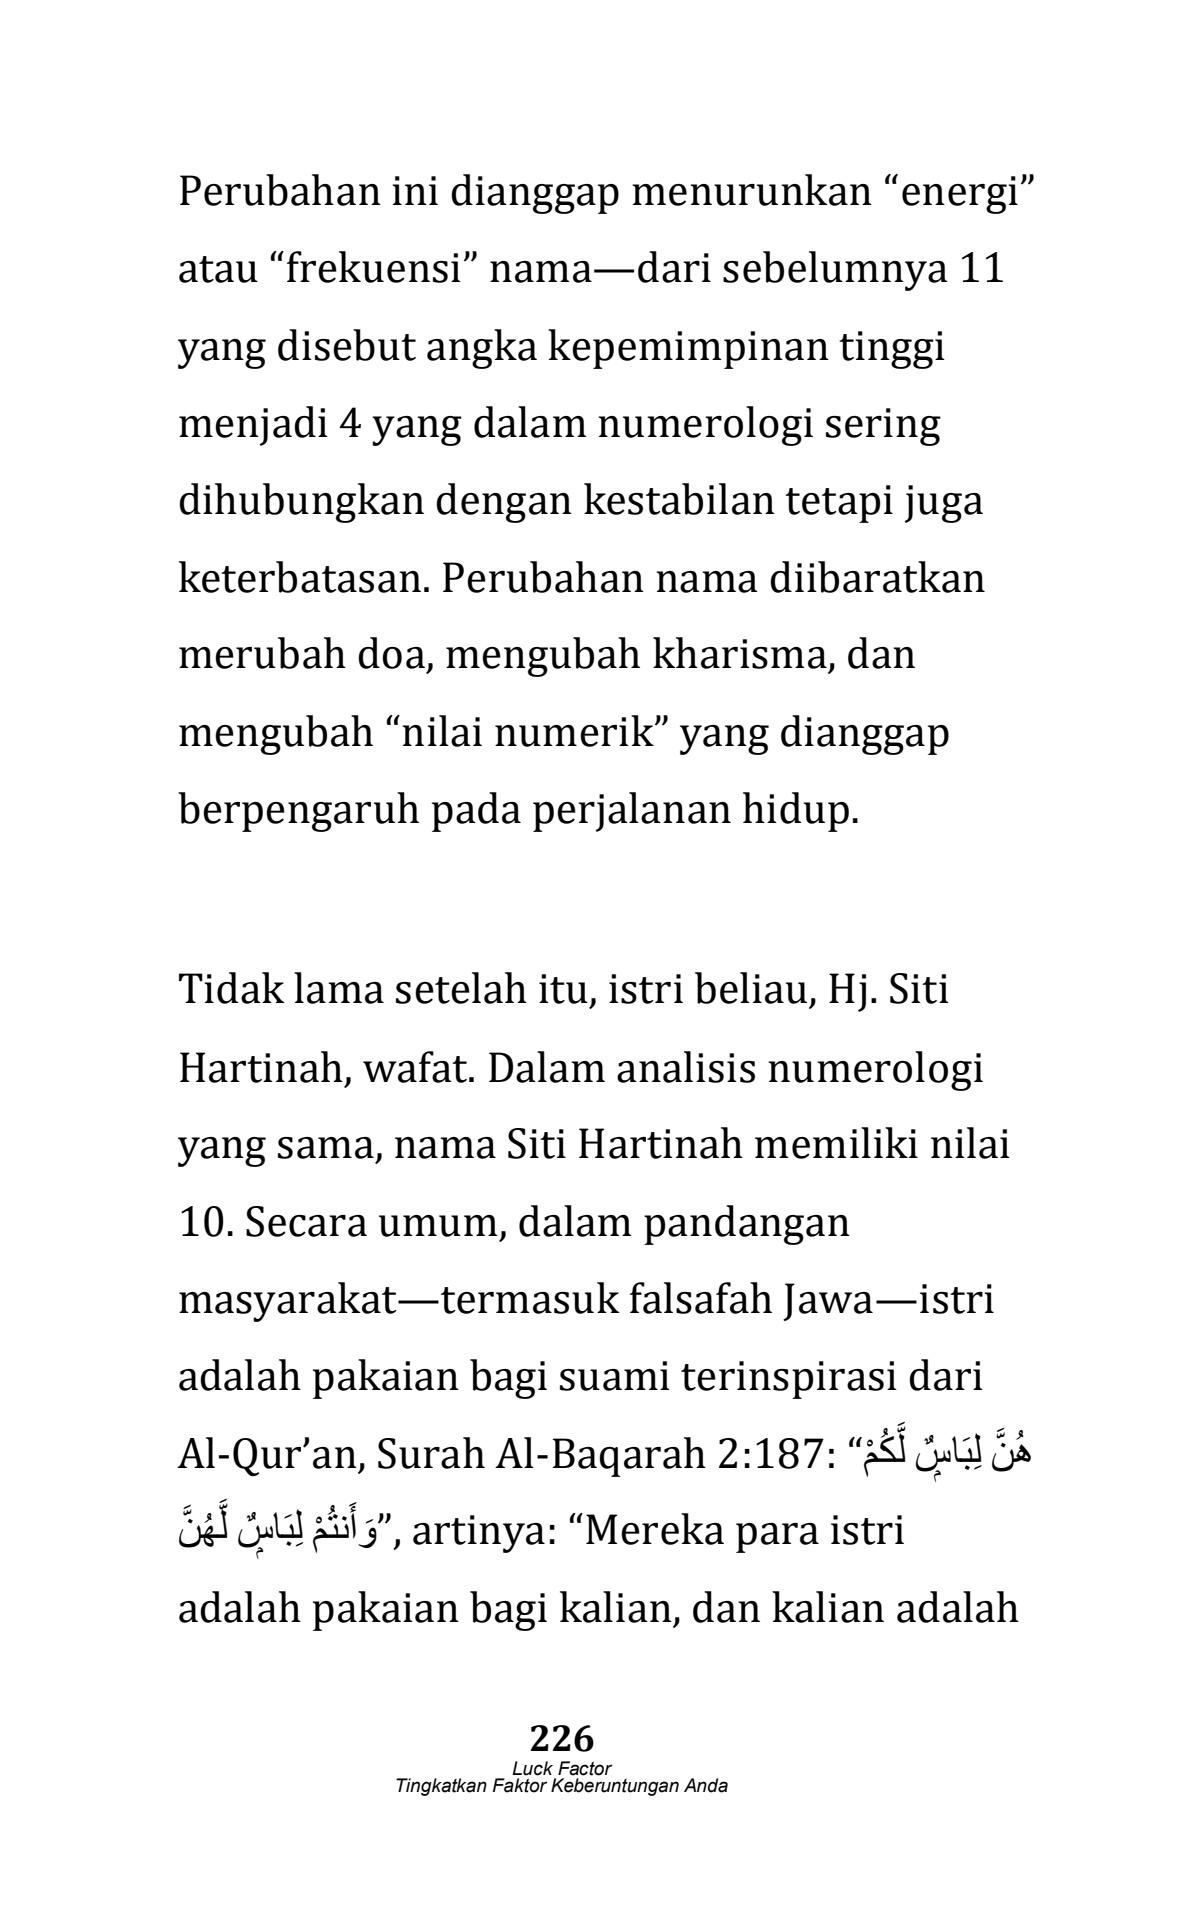 Perubahan ini dianggap menurunkan “energi”
atau “frekuensi” nama—dari sebelumnya 11
yang disebut angka kepemimpinan tinggi
menjadi 4 yang dalam numerologi sering
dihubungkan dengan kestabilan tetapi juga
keterbatasan. Perubahan nama diibaratkan
merubah doa, mengubah kharisma, dan
mengubah “nilai numerik” yang dianggap
berpengaruh pada perjalanan hidup.
Tidak lama setelah itu, istri beliau, Hj. Siti
Hartinah, wafat. Dalam analisis numerologi
yang sama, nama Siti Hartinah memiliki nilai
10. Secara umum, dalam pandangan
masyarakat—termasuk falsafah Jawa—istri
adalah pakaian bagi suami terinspirasi dari
Al-Qur’an, Surah Al-Baqarah 2:187: “هُنَّ لِبَاسٌۭ لَّكُمْ
وَأَنتُمْ لِبَاسٌۭ لَّهُنَّ”, artinya: “Mereka para istri
adalah pakaian bagi kalian, dan kalian adalah
226
Luck Factor
Tingkatkan Faktor Keberuntungan Anda